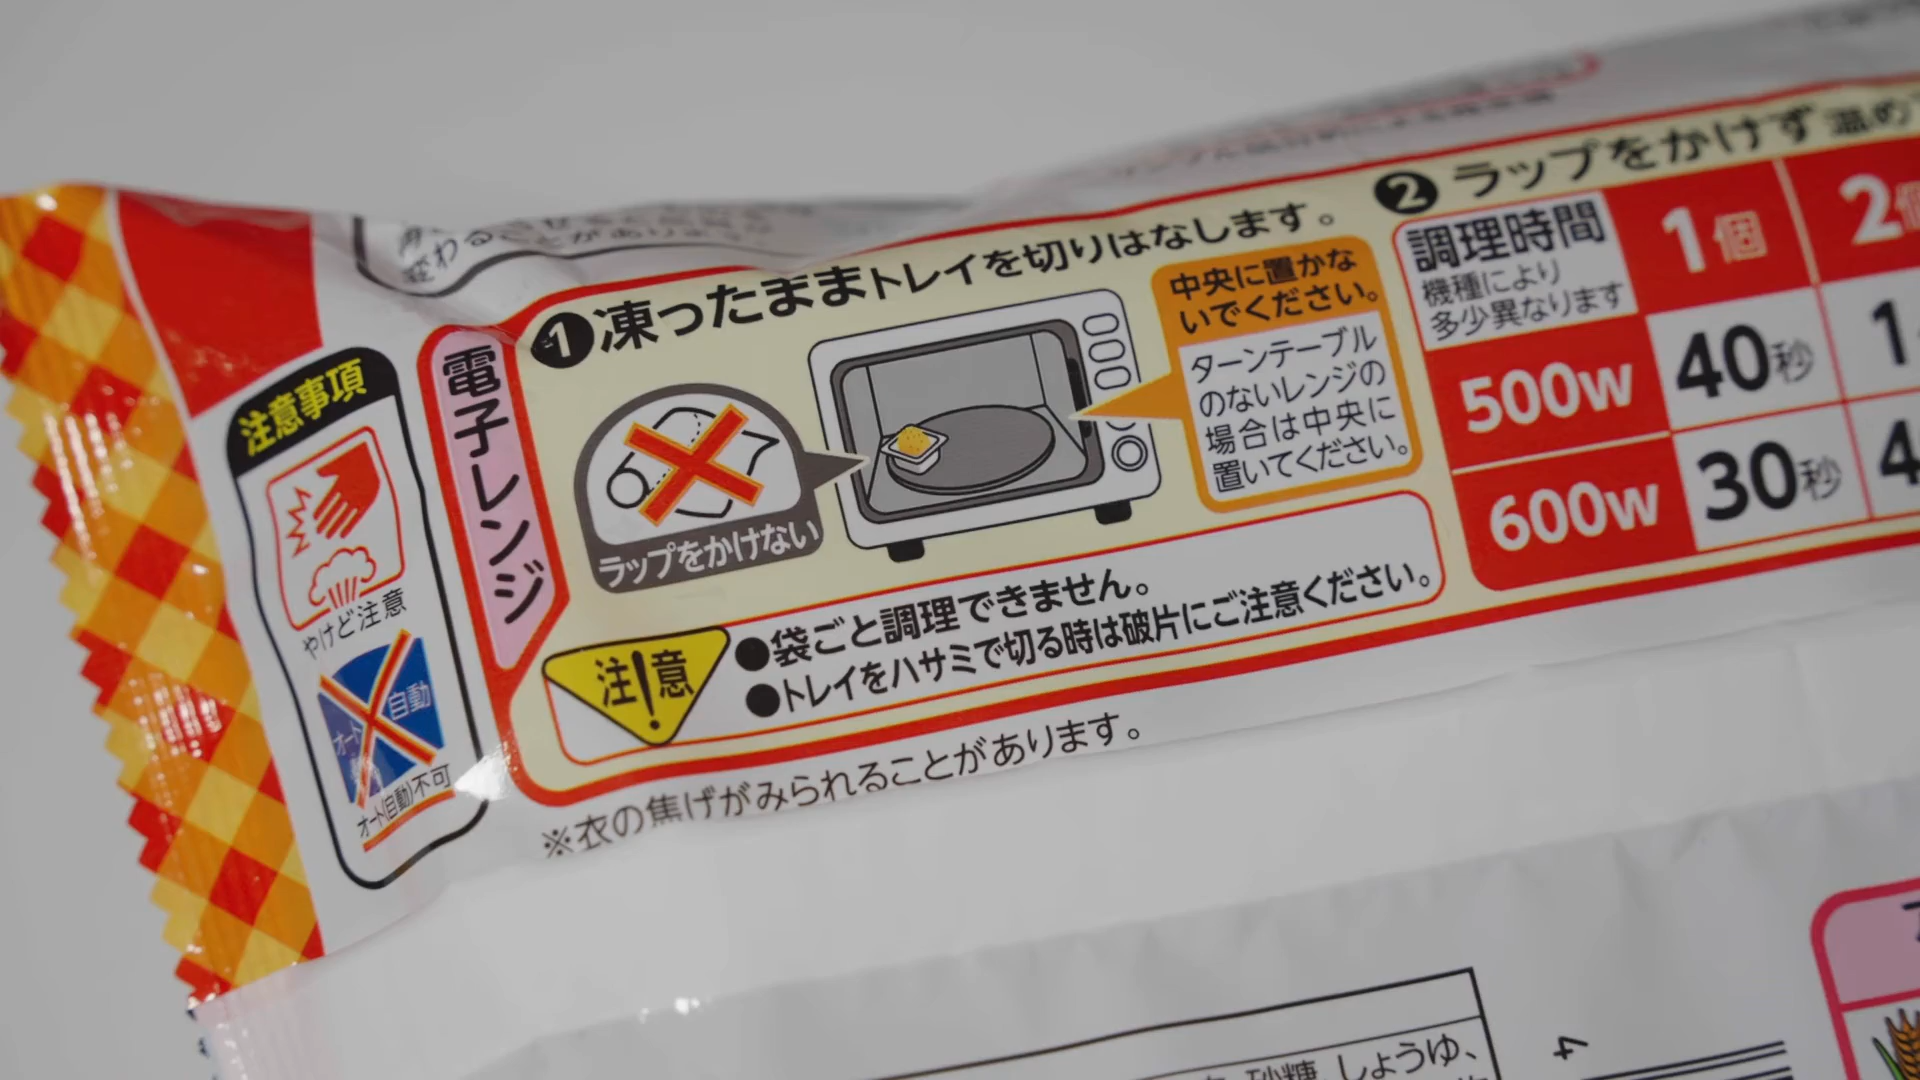 注意事項
やけど注意
自動
オート(自動)不可
電子レンジ
❶凍ったままトレイを切りはなします。
ラップをかけない
中央に置かな
いでください。
ターンテーブル
のないレンジの
場合は中央に
置いてください。
注!意
●袋ごと調理できません。
●トレイをハサミで切る時は破片にご注意ください。
※衣の焦げがみられることがあります。
❷ラップをかけず温め
調理時間
機種により
多少異なります
1個
2個
500w
40秒
1
600w
30秒
4
砂糖、しょうゆ、
4